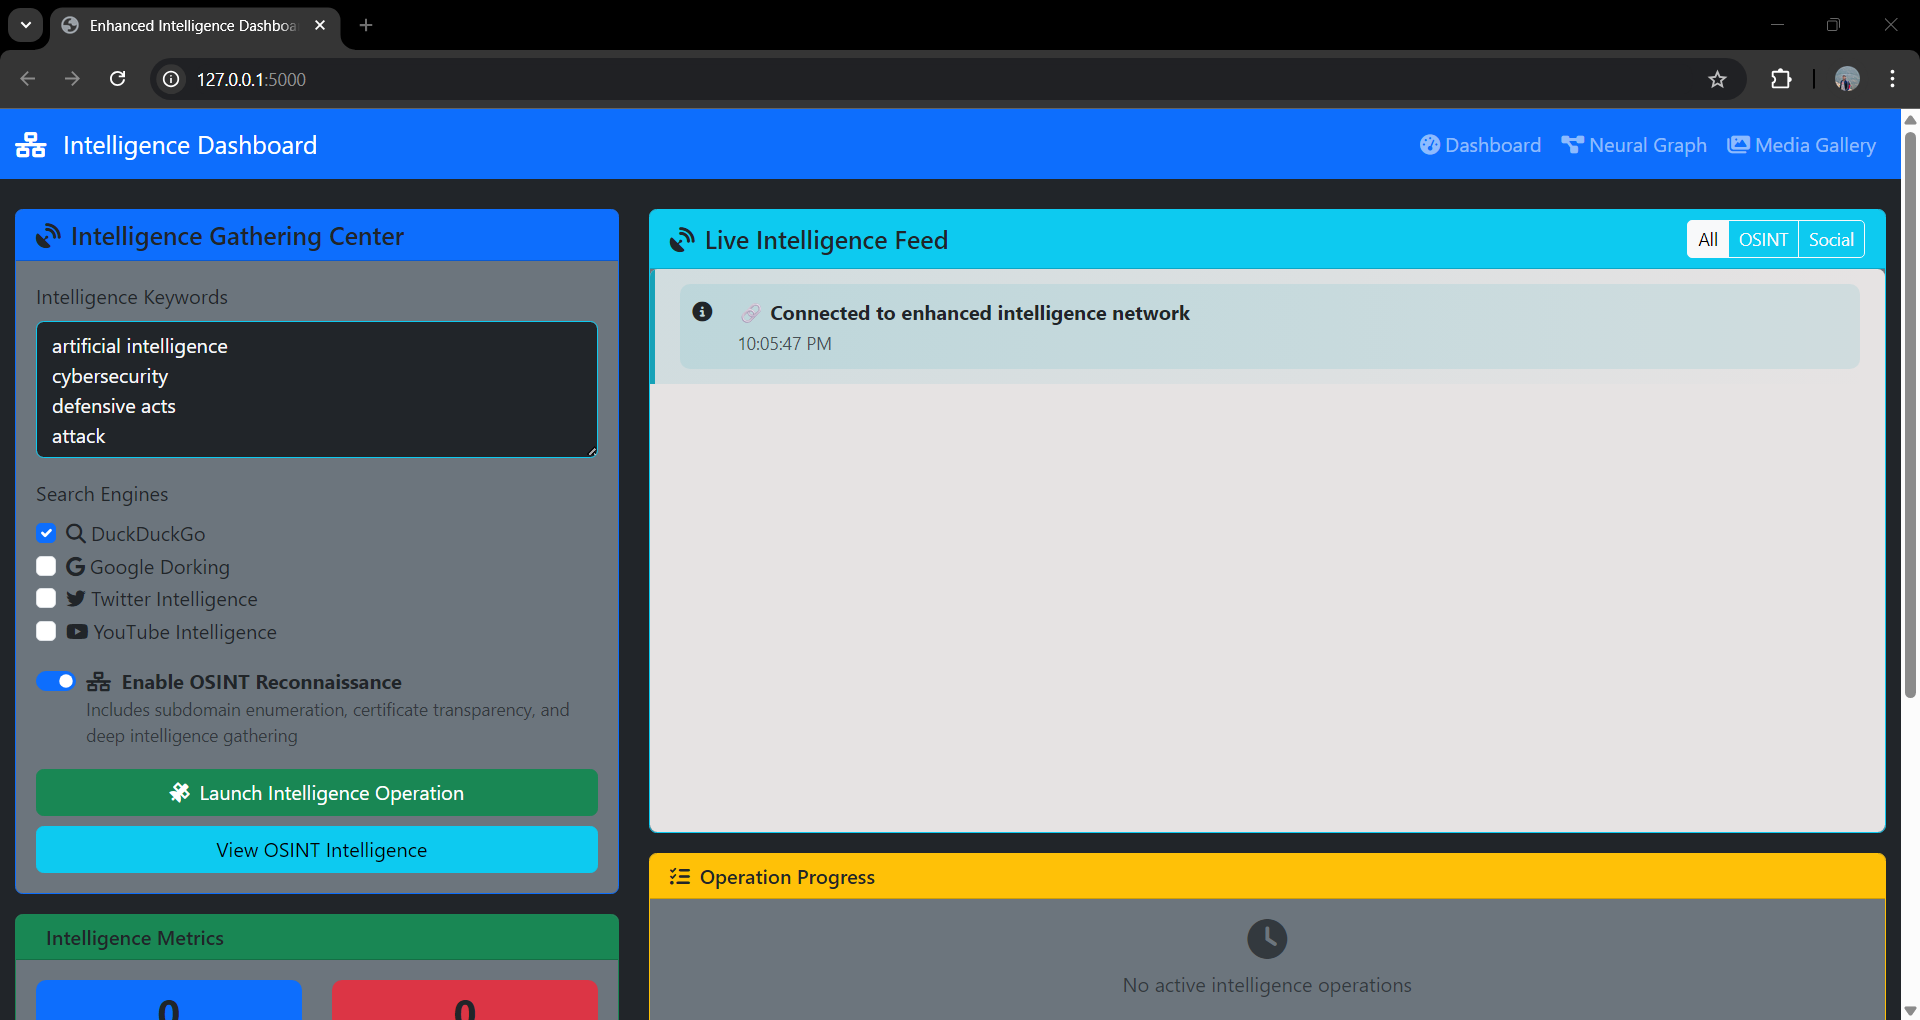 Enhanced Intelligence Dashboa
127.0.0.1:5000
Intelligence Dashboard
Dashboard
Neural Graph
Media Gallery
Intelligence Gathering Center
Intelligence Keywords
artificial intelligence
cybersecurity
defensive acts
attack
Search Engines
DuckDuckGo
Google Dorking
Twitter Intelligence
YouTube Intelligence
Enable OSINT Reconnaissance
Includes subdomain enumeration, certificate transparency, and
deep intelligence gathering
Launch Intelligence Operation
View OSINT Intelligence
Intelligence Metrics
0
0
Live Intelligence Feed
All
OSINT
Social
Connected to enhanced intelligence network
10:05:47 PM
Operation Progress
No active intelligence operations